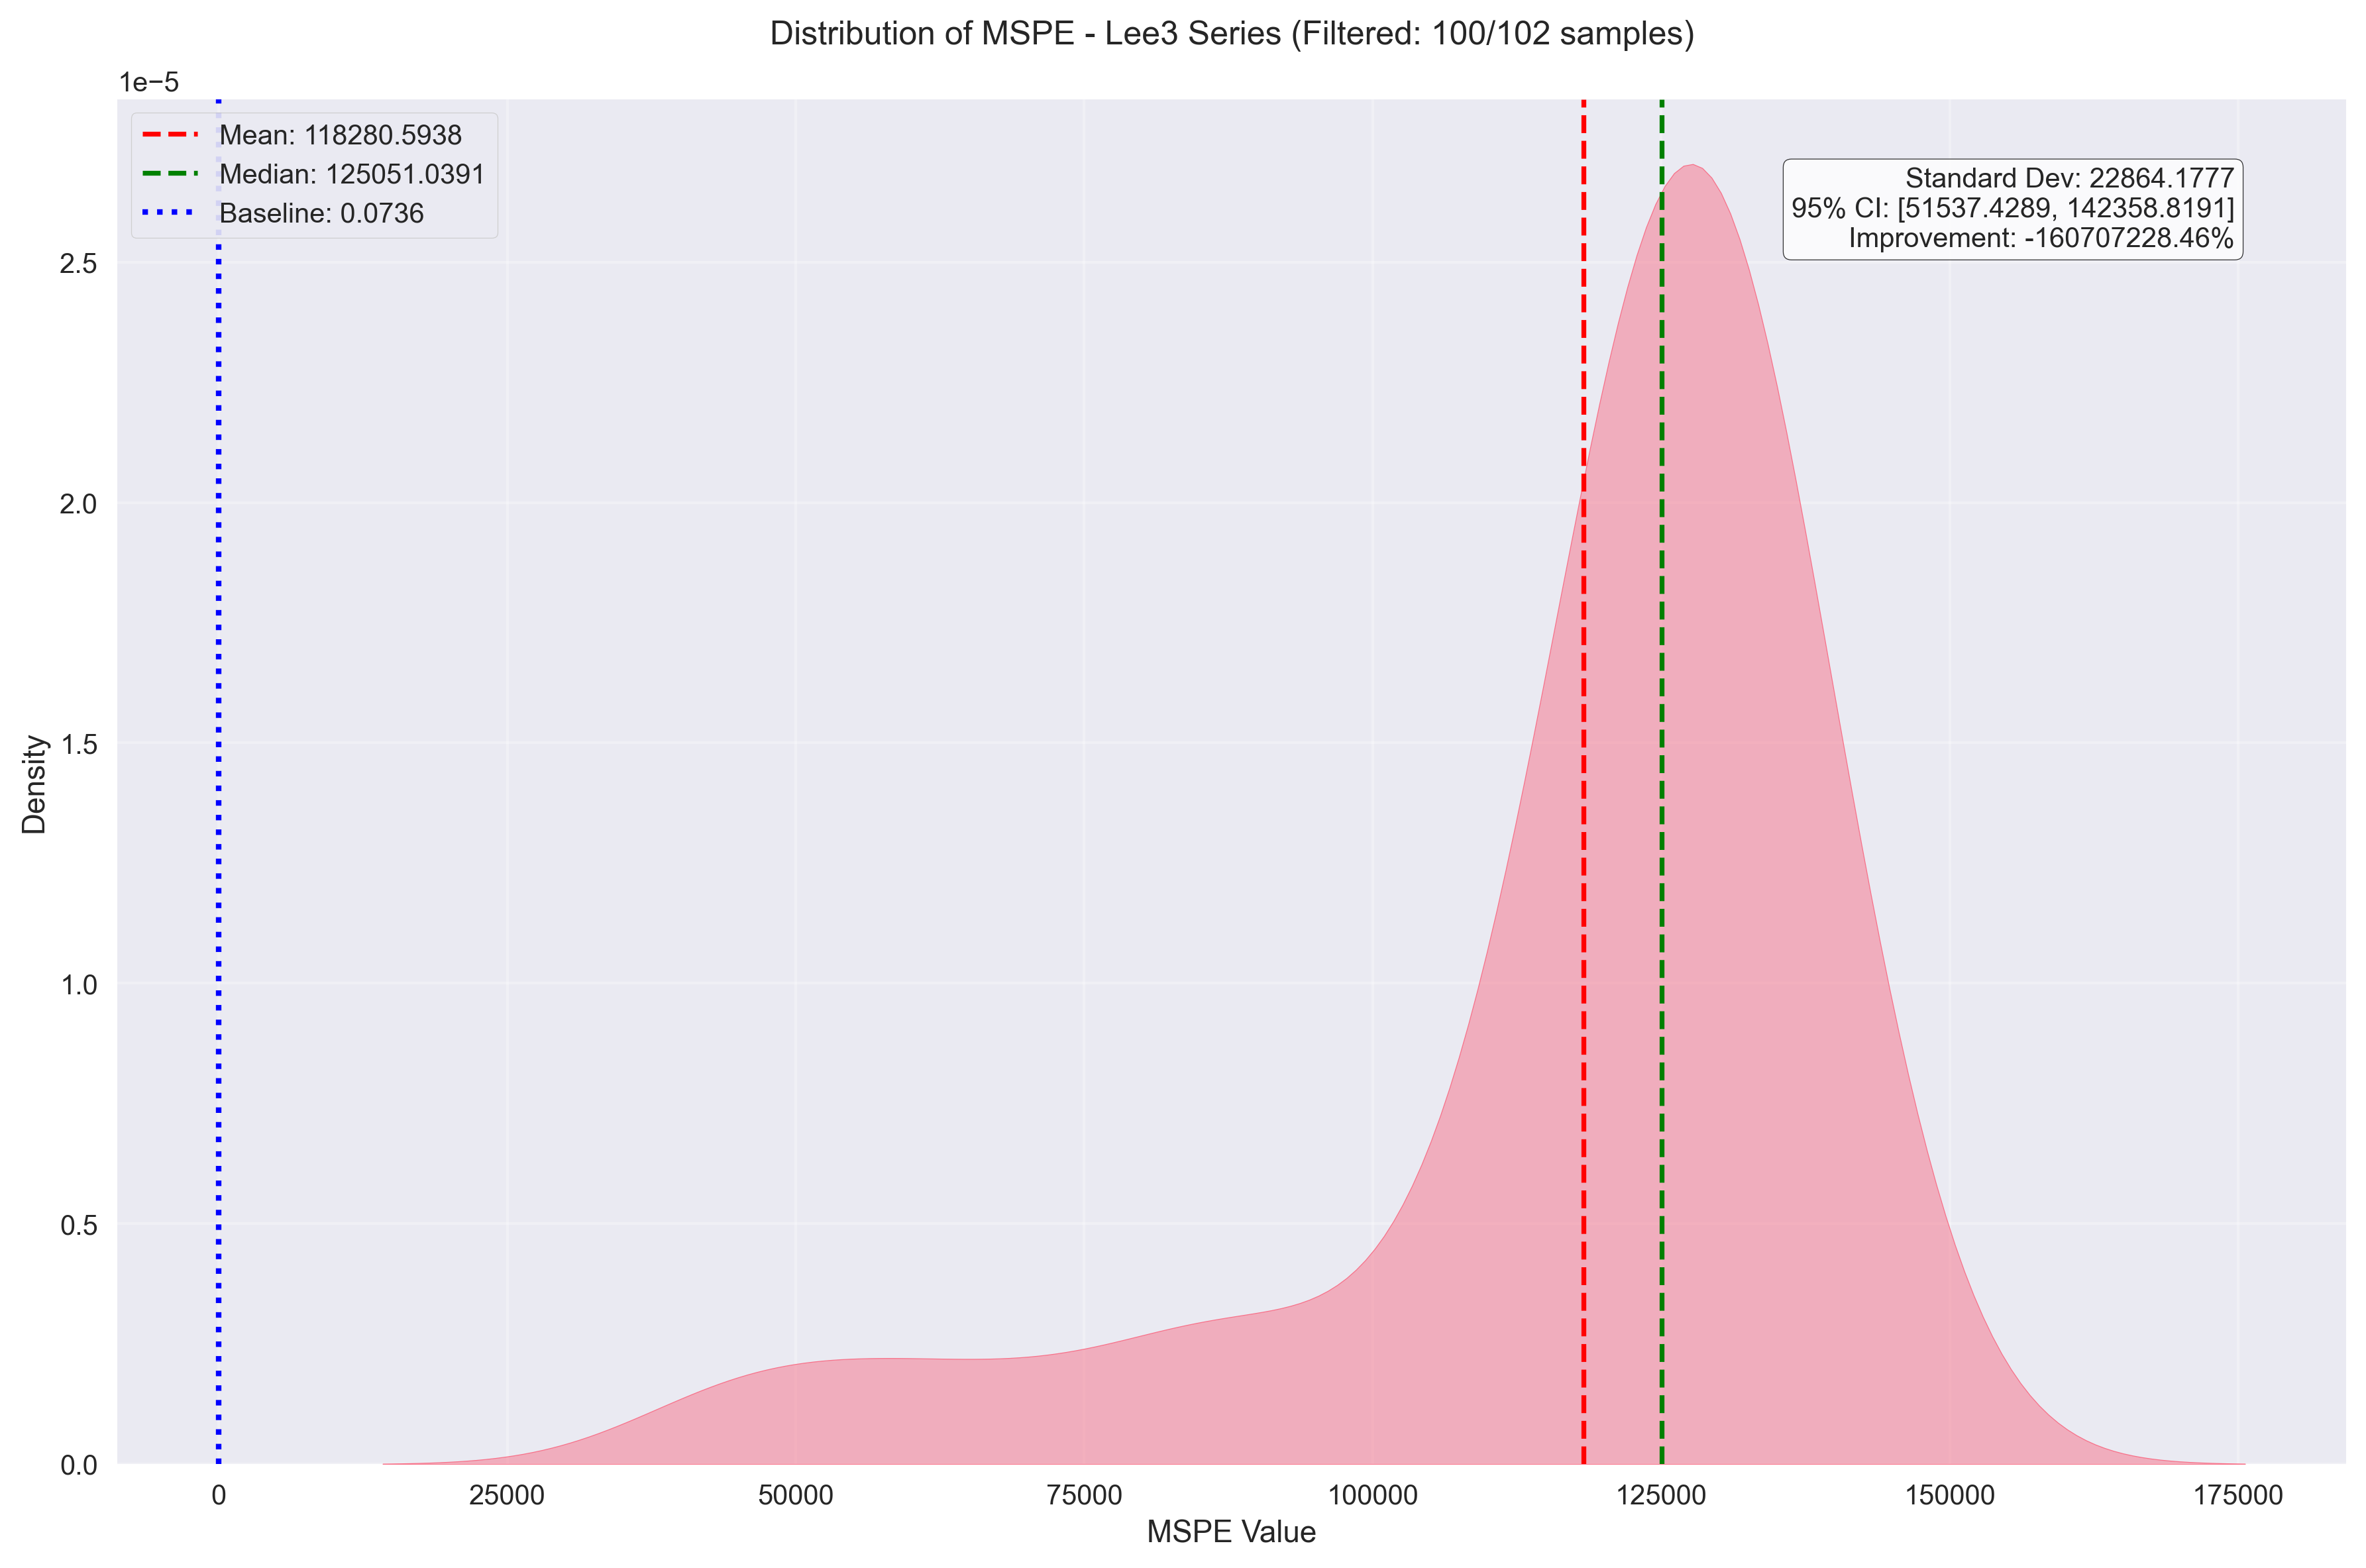 Distribution of MSPE - Lee3 Series (Filtered: 100/102 samples)
1e−5
Mean: 118280.5938
Median: 125051.0391
Baseline: 0.0736
Standard Dev: 22864.1777
95% CI: [51537.4289, 142358.8191]
Improvement: -160707228.46%
2.5
2.0
1.5
1.0
0.5
0.0
Density
0 25000 50000 75000 100000 125000 150000 175000
MSPE Value